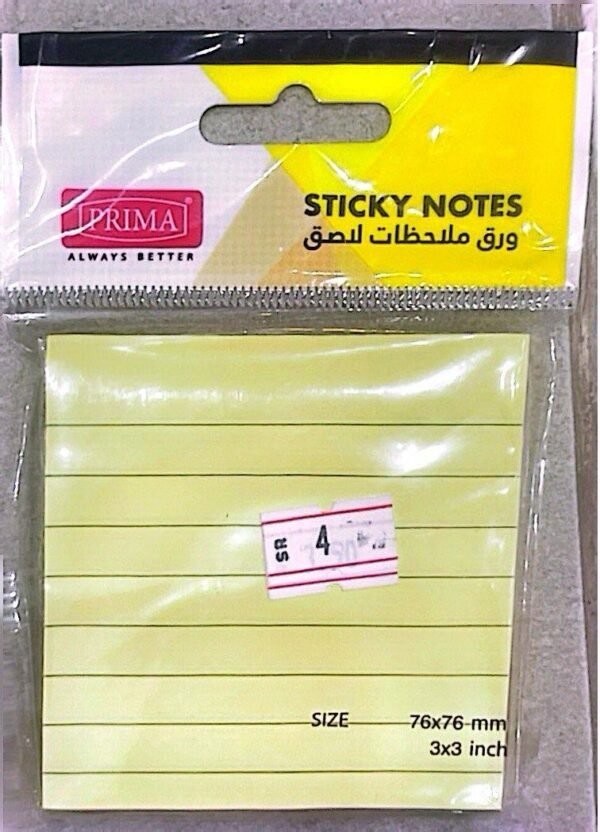 PRIMA
ALWAYS BETTER
STICKY NOTES
ورق ملاحظات لاصق
SR 4
SIZE 76x76 mm
3x3 inch